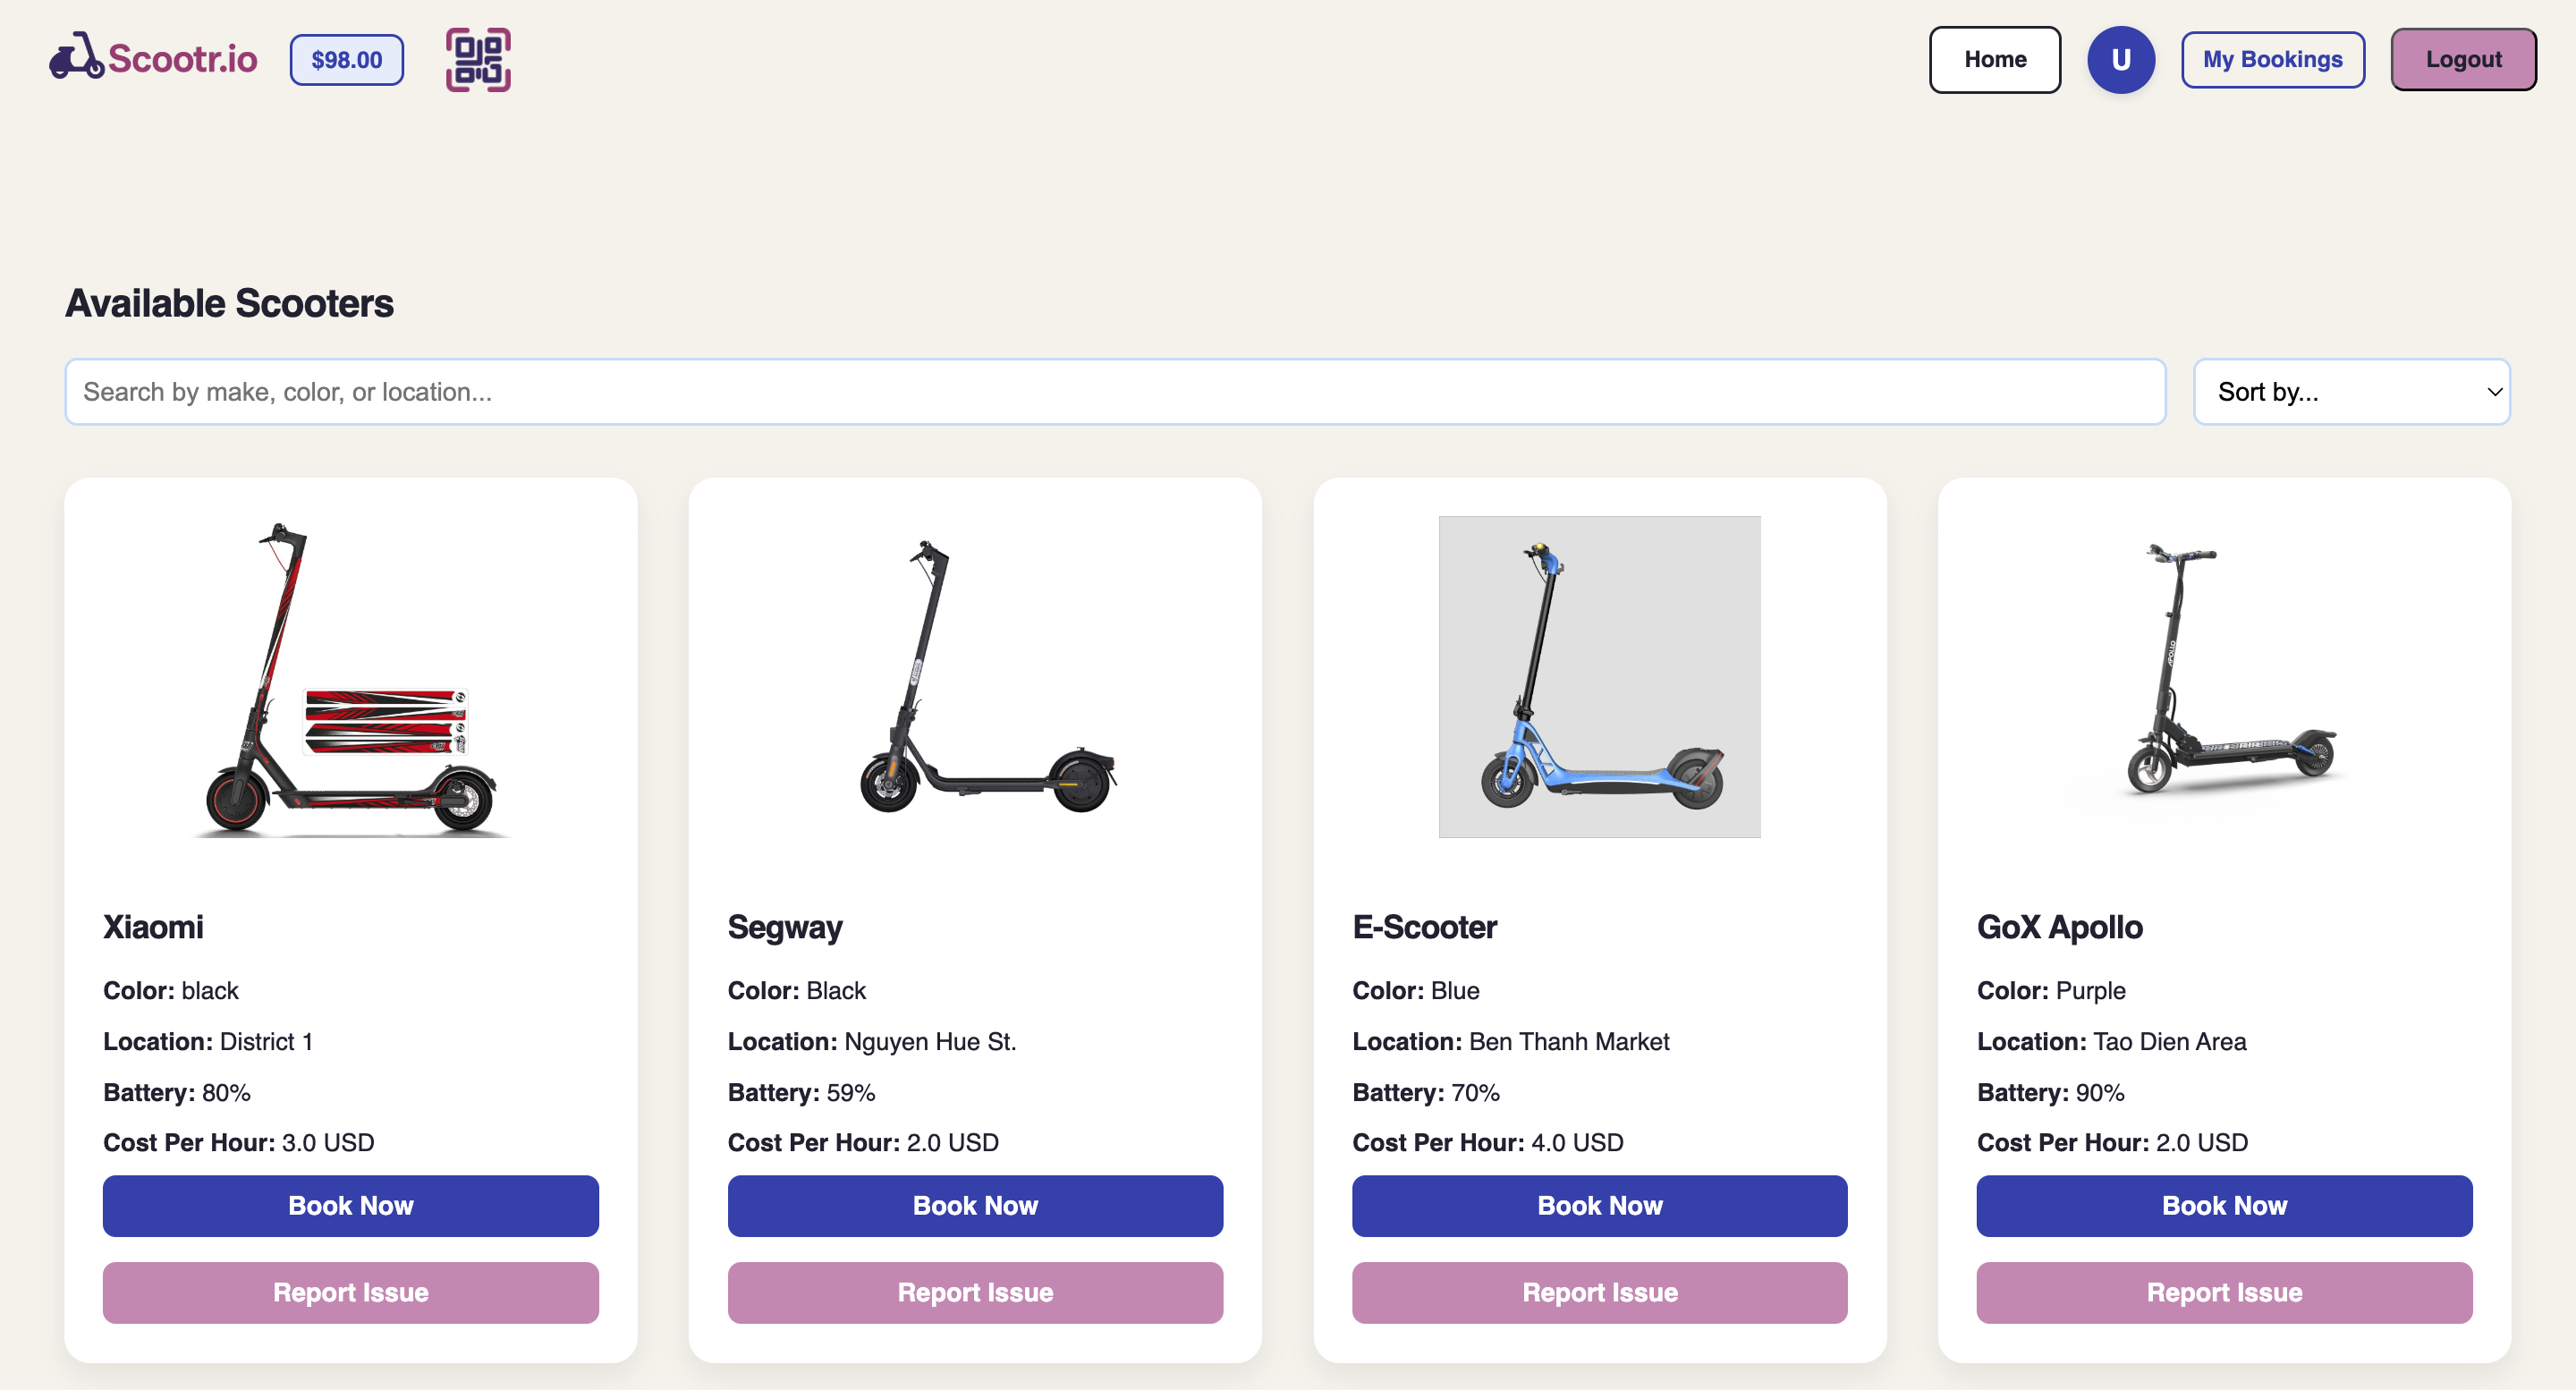 Scootr.io
$98.00
Home
U
My Bookings
Logout
Available Scooters
Search by make, color, or location...
Sort by...
Xiaomi
Color: black
Location: District 1
Battery: 80%
Cost Per Hour: 3.0 USD
Book Now
Report Issue
Segway
Color: Black
Location: Nguyen Hue St.
Battery: 59%
Cost Per Hour: 2.0 USD
Book Now
Report Issue
E-Scooter
Color: Blue
Location: Ben Thanh Market
Battery: 70%
Cost Per Hour: 4.0 USD
Book Now
Report Issue
APOLLO
GoX Apollo
Color: Purple
Location: Tao Dien Area
Battery: 90%
Cost Per Hour: 2.0 USD
Book Now
Report Issue